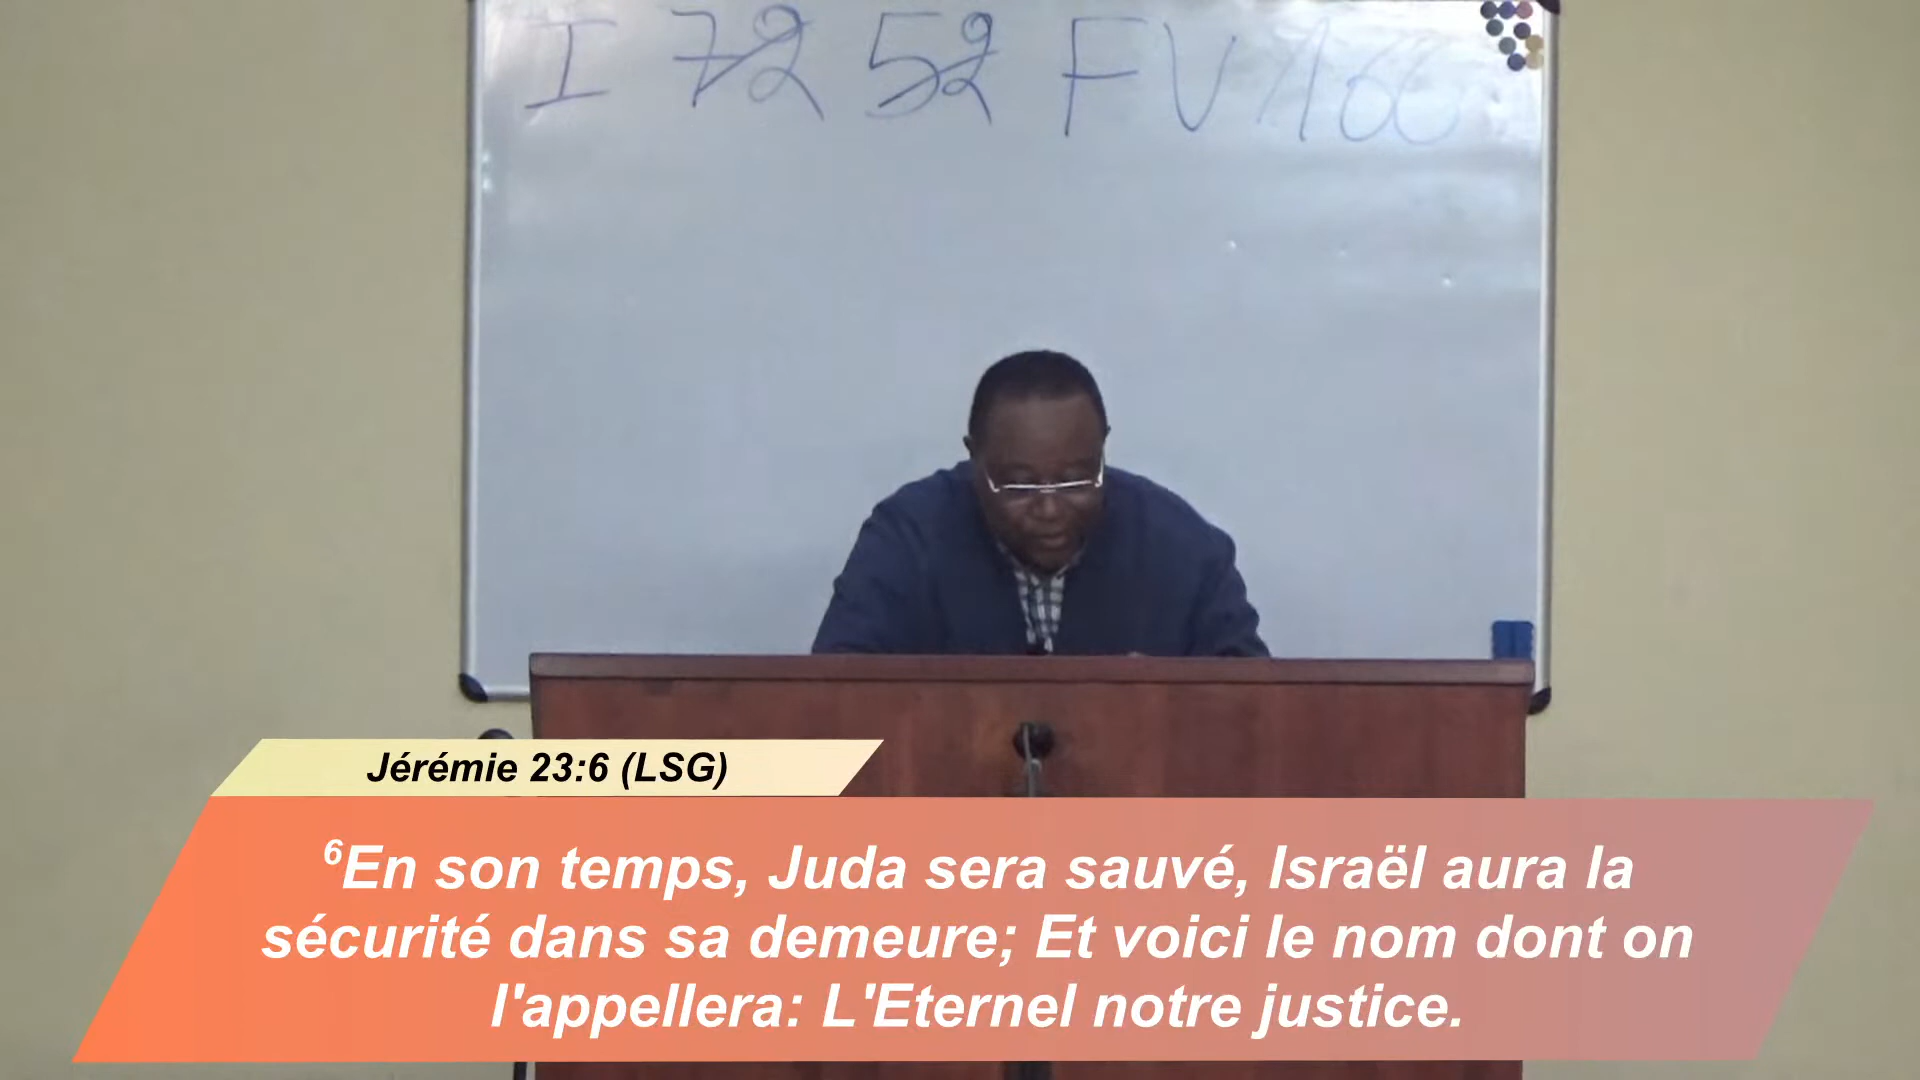 I 72 52 FV 166
Jérémie 23:6 (LSG)
⁶En son temps, Juda sera sauvé, Israël aura la
sécurité dans sa demeure; Et voici le nom dont on
l'appellera: L'Eternel notre justice.